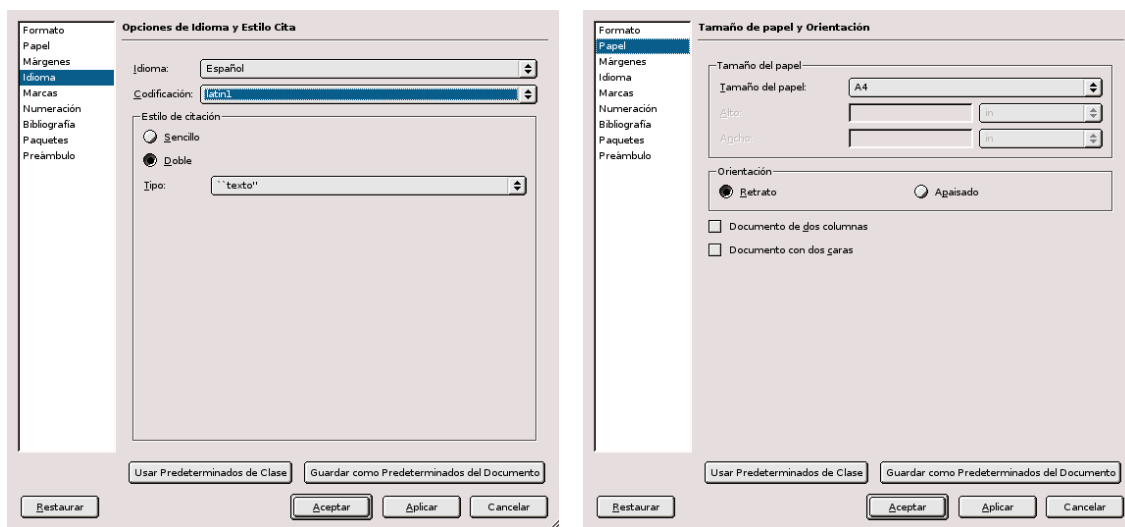 Formato
Papel
Márgenes
Idioma
Marcas
Numeración
Bibliografía
Paquetes
Preámbulo
Opciones de Idioma y Estilo Cita
Idioma: Español
Codificación: latin1
Estilo de citación
Sencillo
Doble
Tipo: ``texto''
Usar Predeterminados de Clase Guardar como Predeterminados del Documento
Restaurar Aceptar Aplicar Cancelar
Formato
Papel
Márgenes
Idioma
Marcas
Numeración
Bibliografía
Paquetes
Preámbulo
Tamaño de papel y Orientación
Tamaño del papel
Tamaño del papel: A4
Alto: in
Ancho: in
Orientación
Retrato Apaisado
Documento de dos columnas
Documento con dos caras
Usar Predeterminados de Clase Guardar como Predeterminados del Documento
Restaurar Aceptar Aplicar Cancelar